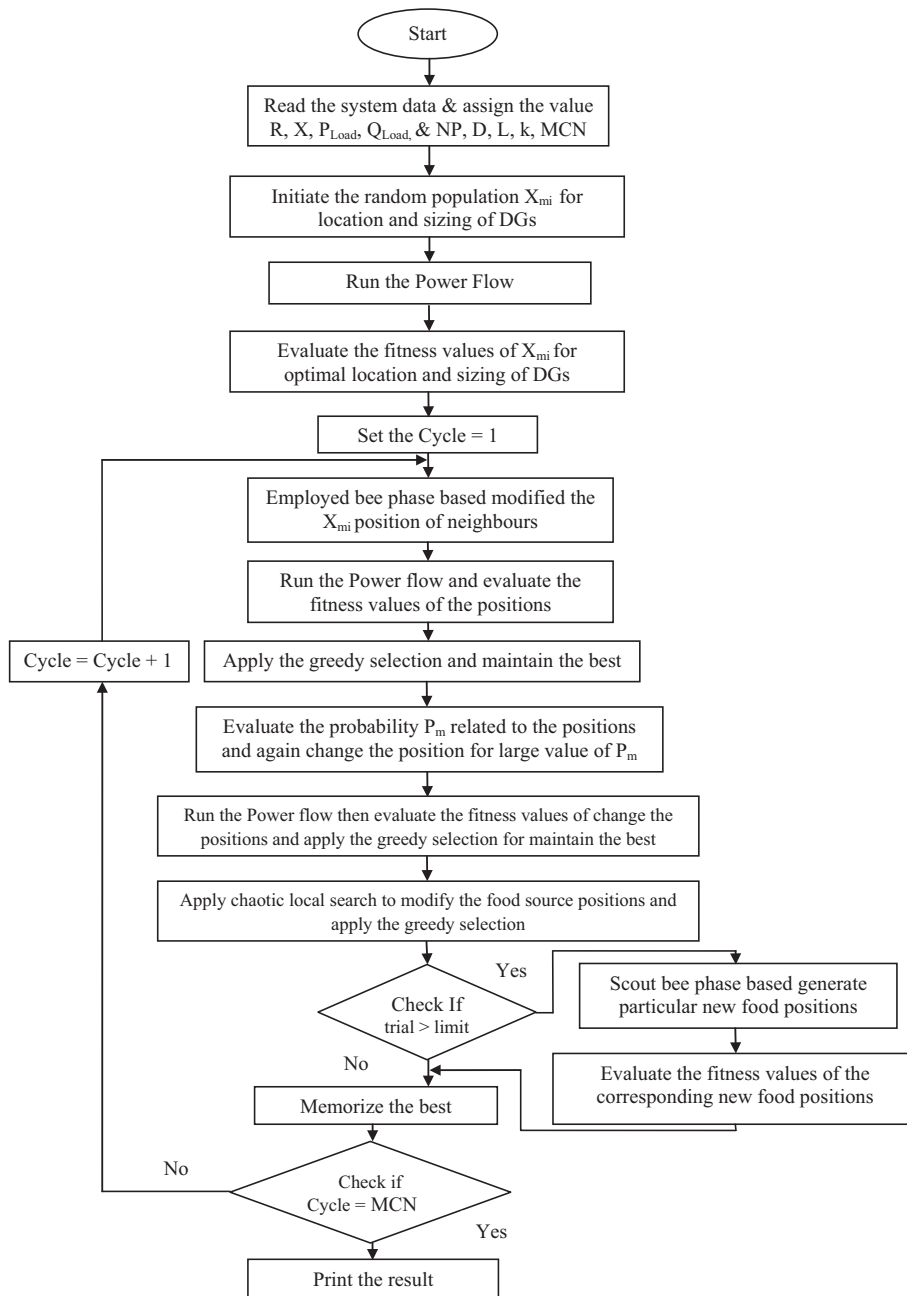 Start
Read the system data & assign the value
R, X, P_Load, Q_Load, & NP, D, L, k, MCN
Initiate the random population X_mi for
location and sizing of DGs
Run the Power Flow
Evaluate the fitness values of X_mi for
optimal location and sizing of DGs
Set the Cycle = 1
Employed bee phase based modified the
X_mi position of neighbours
Run the Power flow and evaluate the
fitness values of the positions
Cycle = Cycle + 1
Apply the greedy selection and maintain the best
Evaluate the probability P_m related to the positions
and again change the position for large value of P_m
Run the Power flow then evaluate the fitness values of change the
positions and apply the greedy selection for maintain the best
Apply chaotic local search to modify the food source positions and
apply the greedy selection
Yes
Check If
trial > limit
Scout bee phase based generate
particular new food positions
No
Evaluate the fitness values of the
corresponding new food positions
Memorize the best
No
Check if
Cycle = MCN
Yes
Print the result